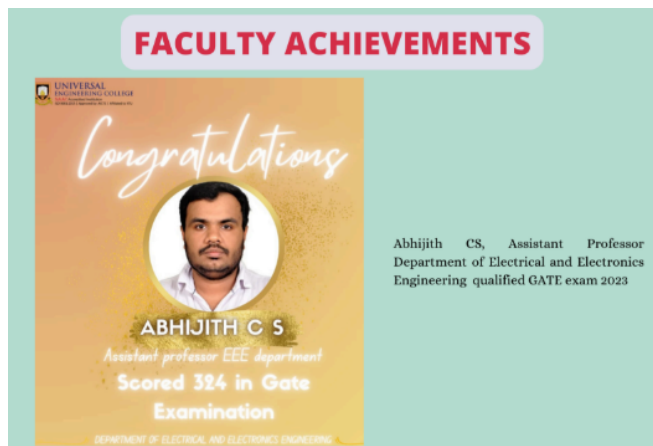 FACULTY ACHIEVEMENTS
UNIVERSAL
ENGINEERING COLLEGE
Congratulations
ABHIJITH C S
Assistant professor EEE department
Scored 324 in Gate
Examination
DEPARTMENT OF ELECTRICAL AND ELECTRONICS ENGINEERING
Abhijith CS, Assistant Professor
Department of Electrical and Electronics
Engineering qualified GATE exam 2023